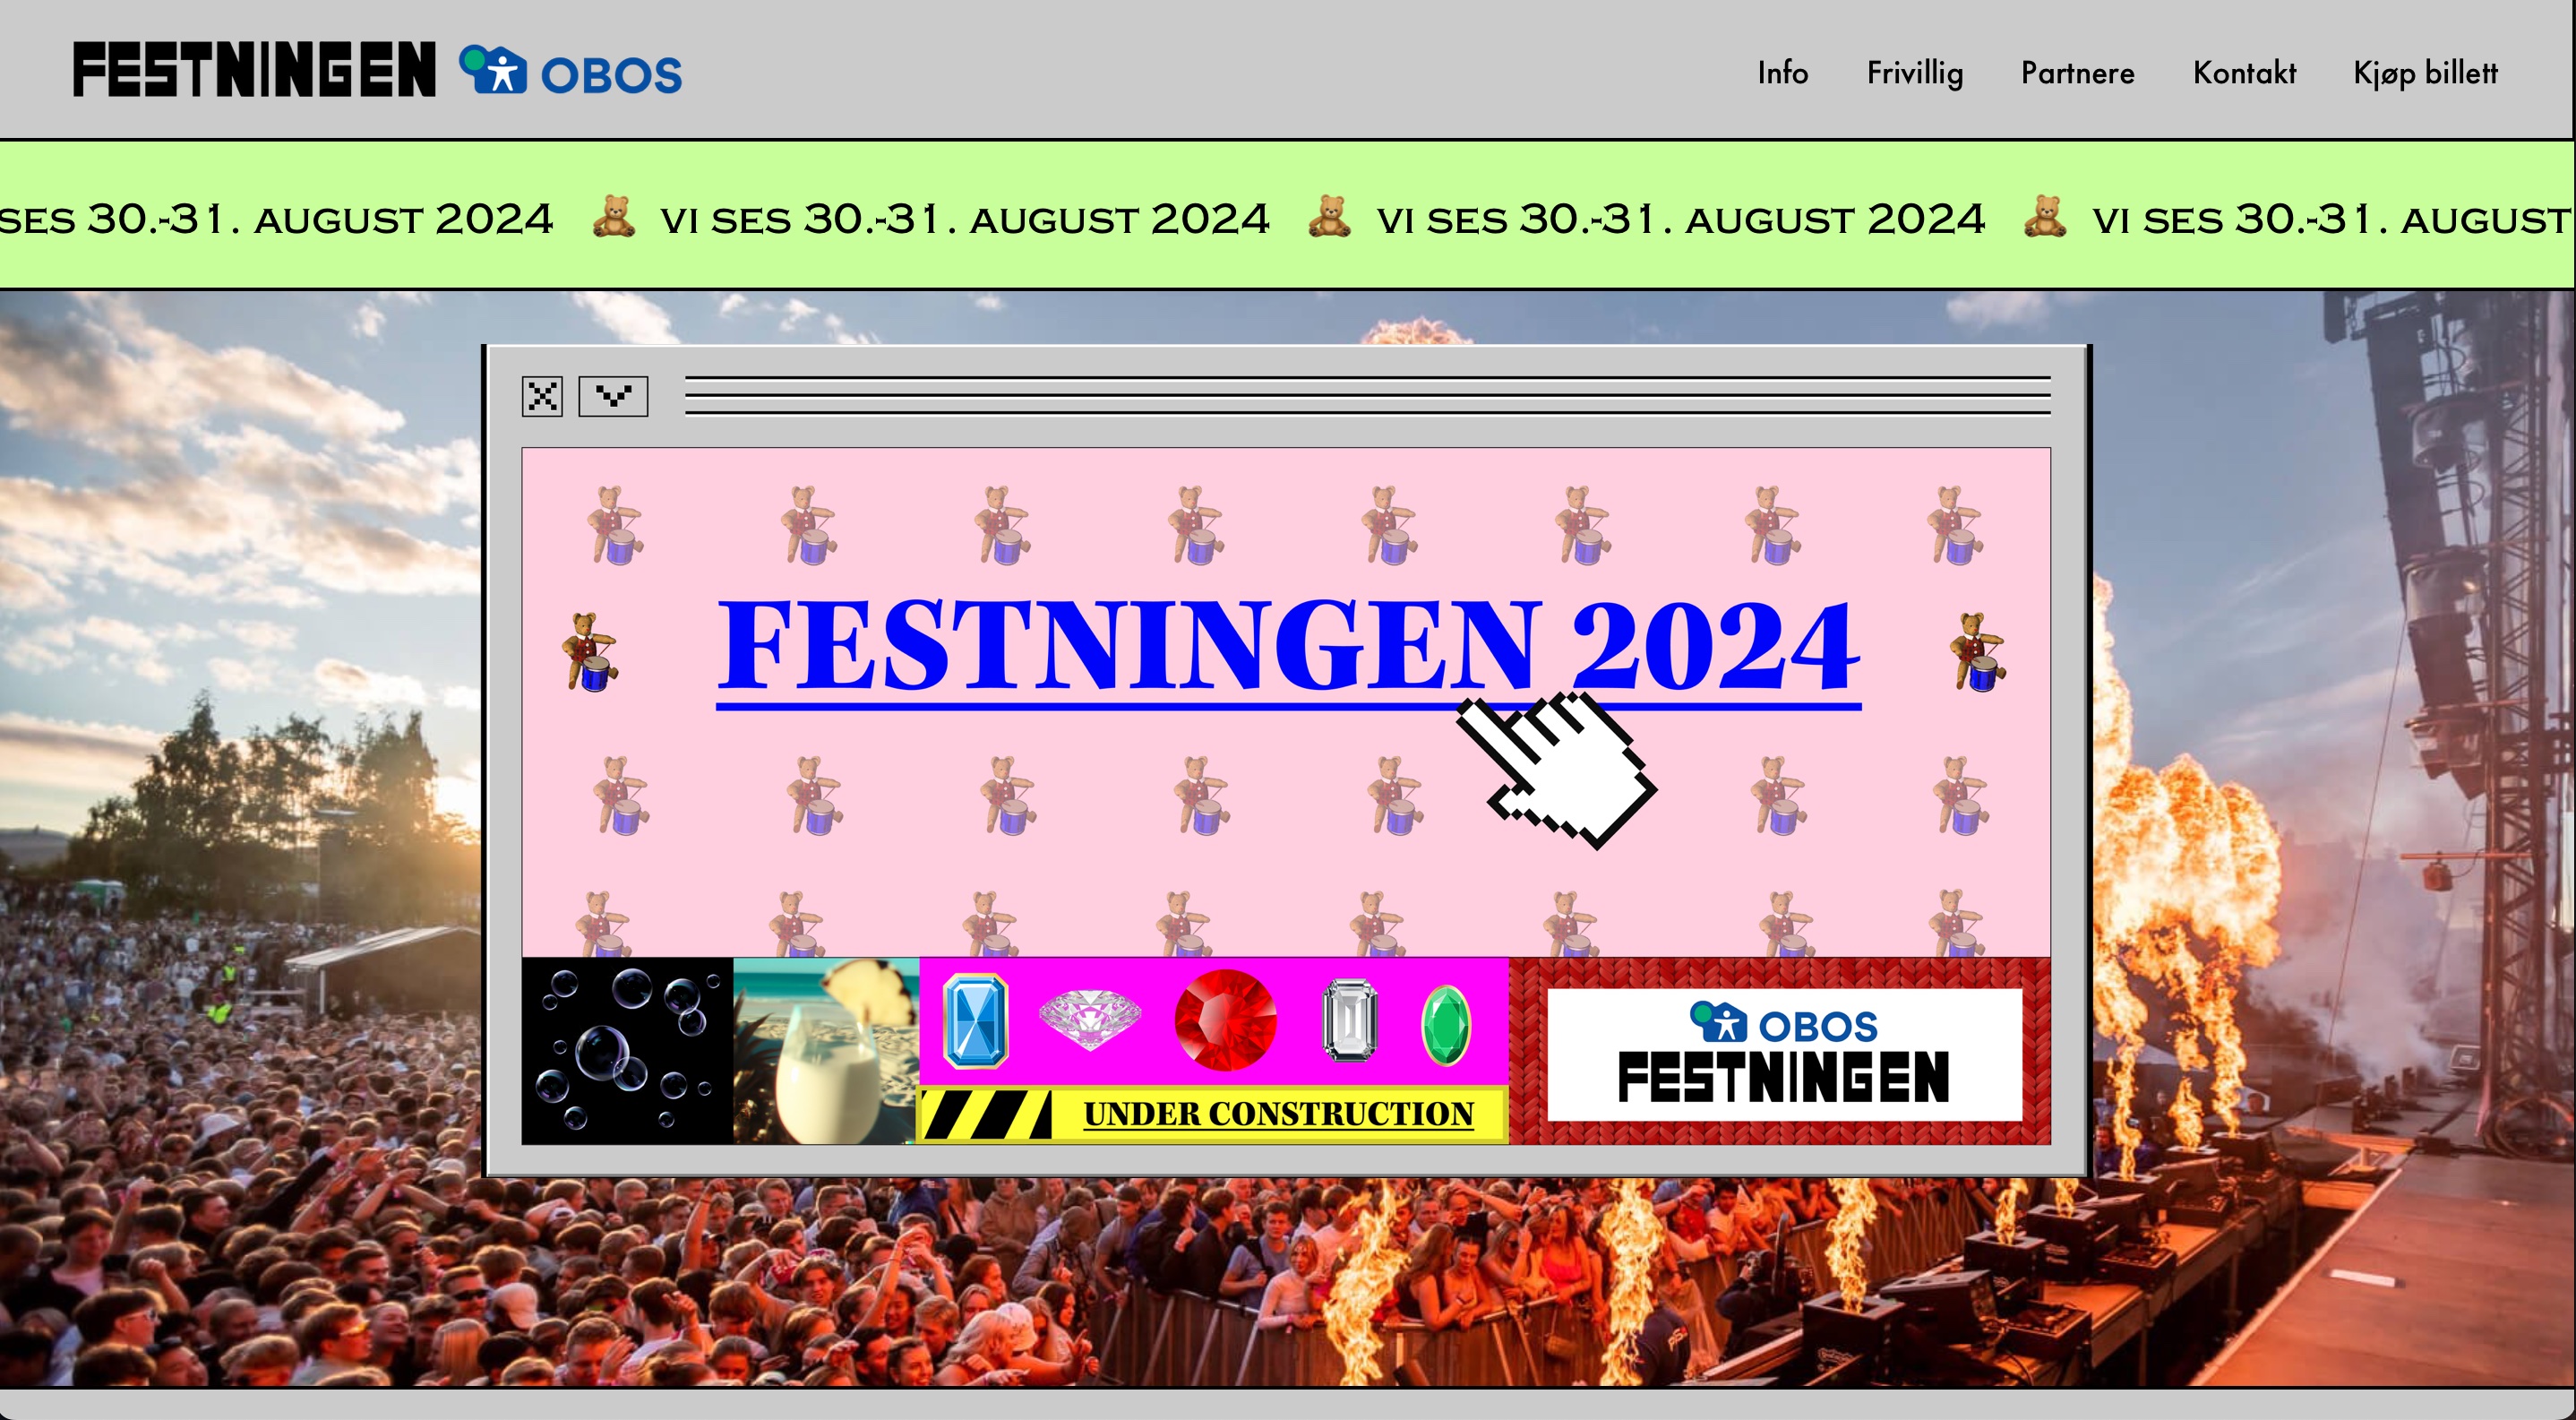 FESTNINGEN OBOS
Info Frivillig Partnere Kontakt Kjøp billett
SES 30.-31. AUGUST 2024 VI SES 30.-31. AUGUST 2024 VI SES 30.-31. AUGUST 2024 VI SES 30.-31. AUGUST
FESTNINGEN 2024
OBOS
FESTNINGEN
UNDER CONSTRUCTION